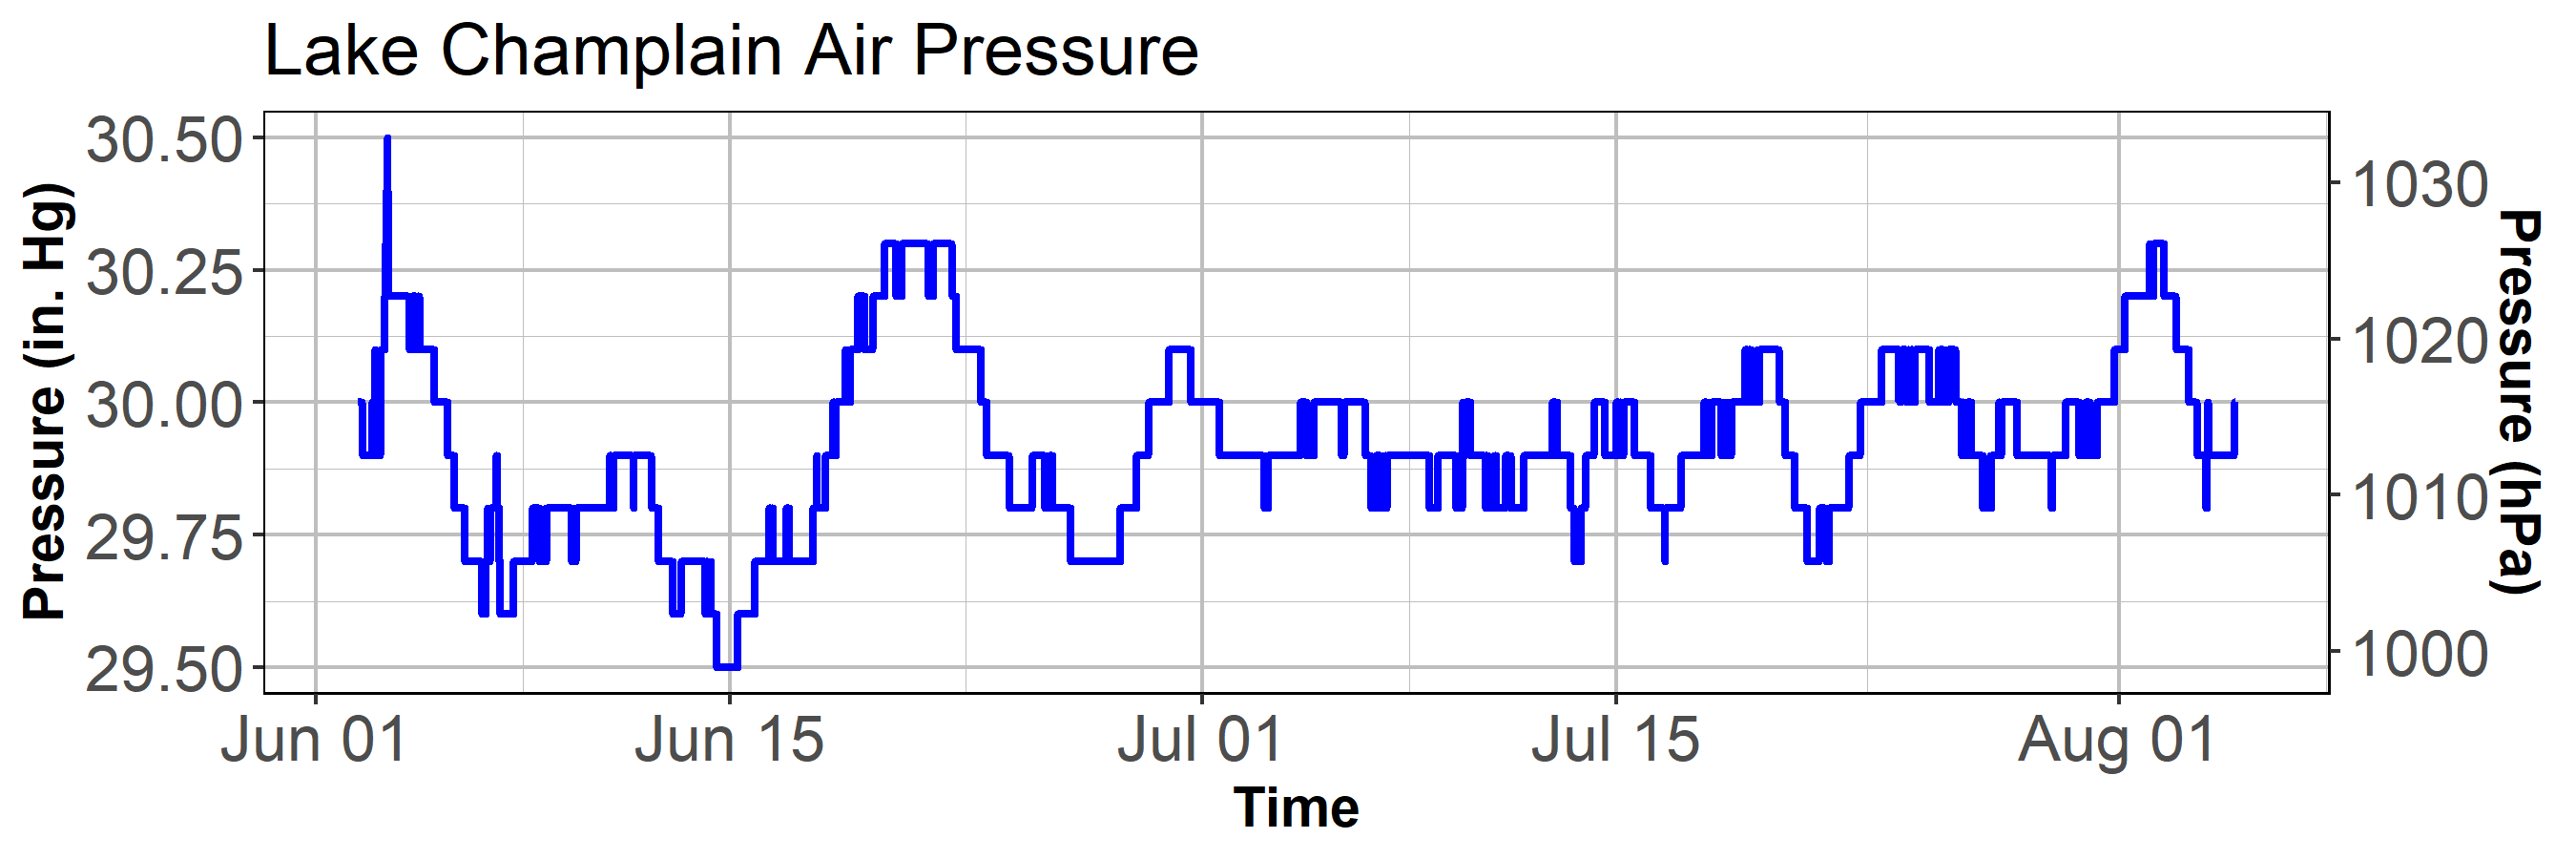 Lake Champlain Air Pressure
Pressure (in. Hg)
30.50
30.25
30.00
29.75
29.50
1030
1020
1010
1000
Pressure (hPa)
Jun 01 Jun 15 Jul 01 Jul 15 Aug 01
Time